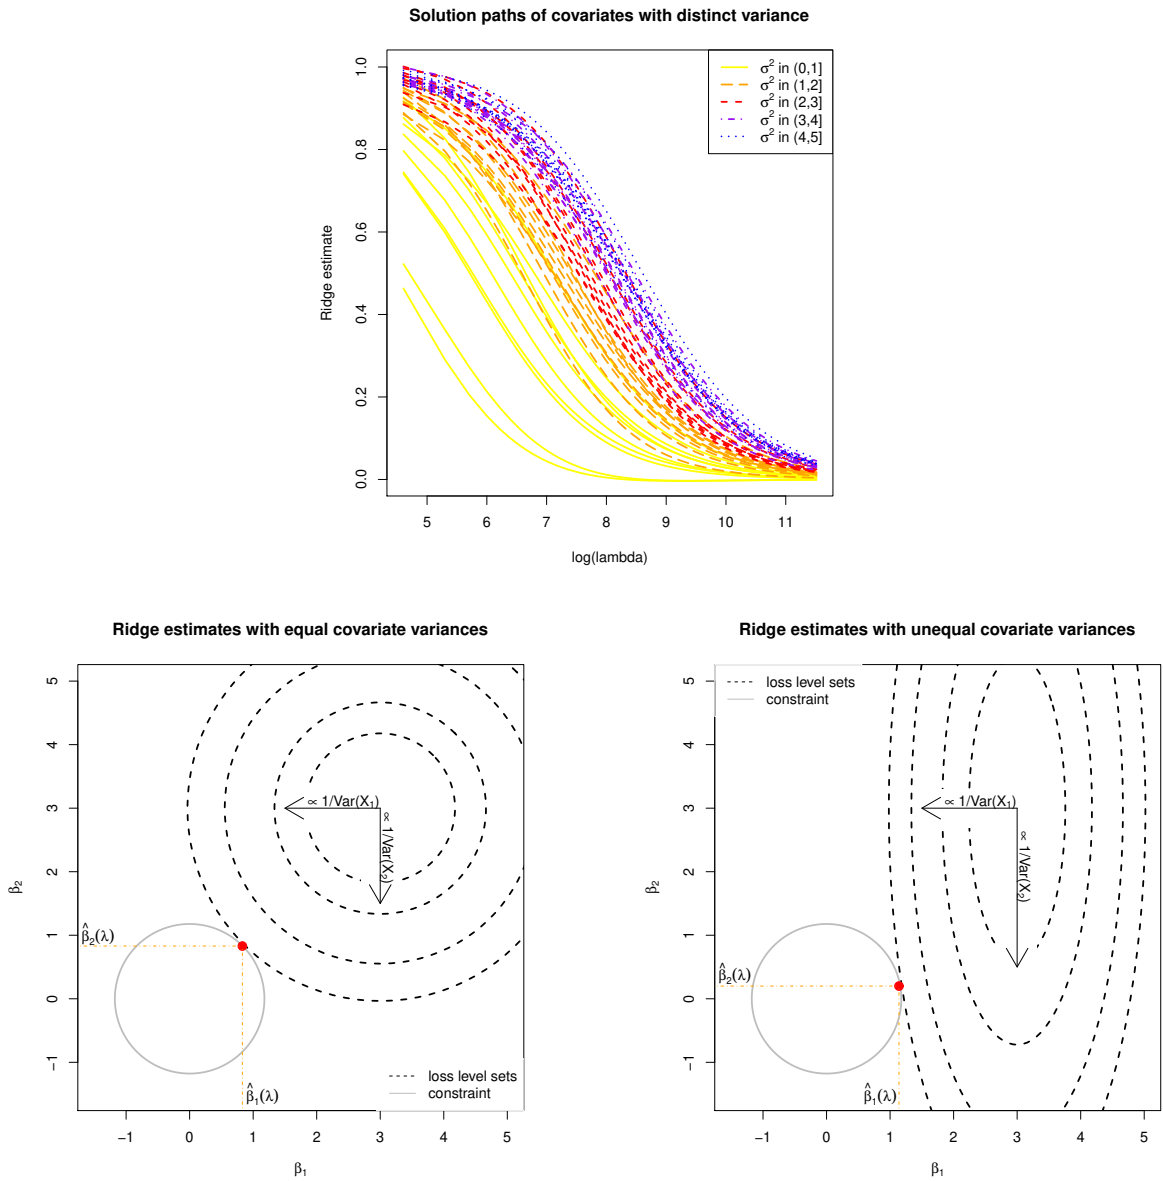 Solution paths of covariates with distinct variance
Ridge estimate
1.0
0.8
0.6
0.4
0.2
0.0
σ² in (0,1]
σ² in (1,2]
σ² in (2,3]
σ² in (3,4]
σ² in (4,5]
5 6 7 8 9 10 11
log(lambda)
Ridge estimates with equal covariate variances
β₂
5
4
3
2
1
0
−1
∝ 1/Var(X₁)
∝ 1/Var(X₂)
β̂₂(λ)
β̂₁(λ)
loss level sets
constraint
−1 0 1 2 3 4 5
β₁
Ridge estimates with unequal covariate variances
loss level sets
constraint
β₂
5
4
3
2
1
0
−1
∝ 1/Var(X₁)
∝ 1/Var(X₂)
β̂₂(λ)
β̂₁(λ)
−1 0 1 2 3 4 5
β₁